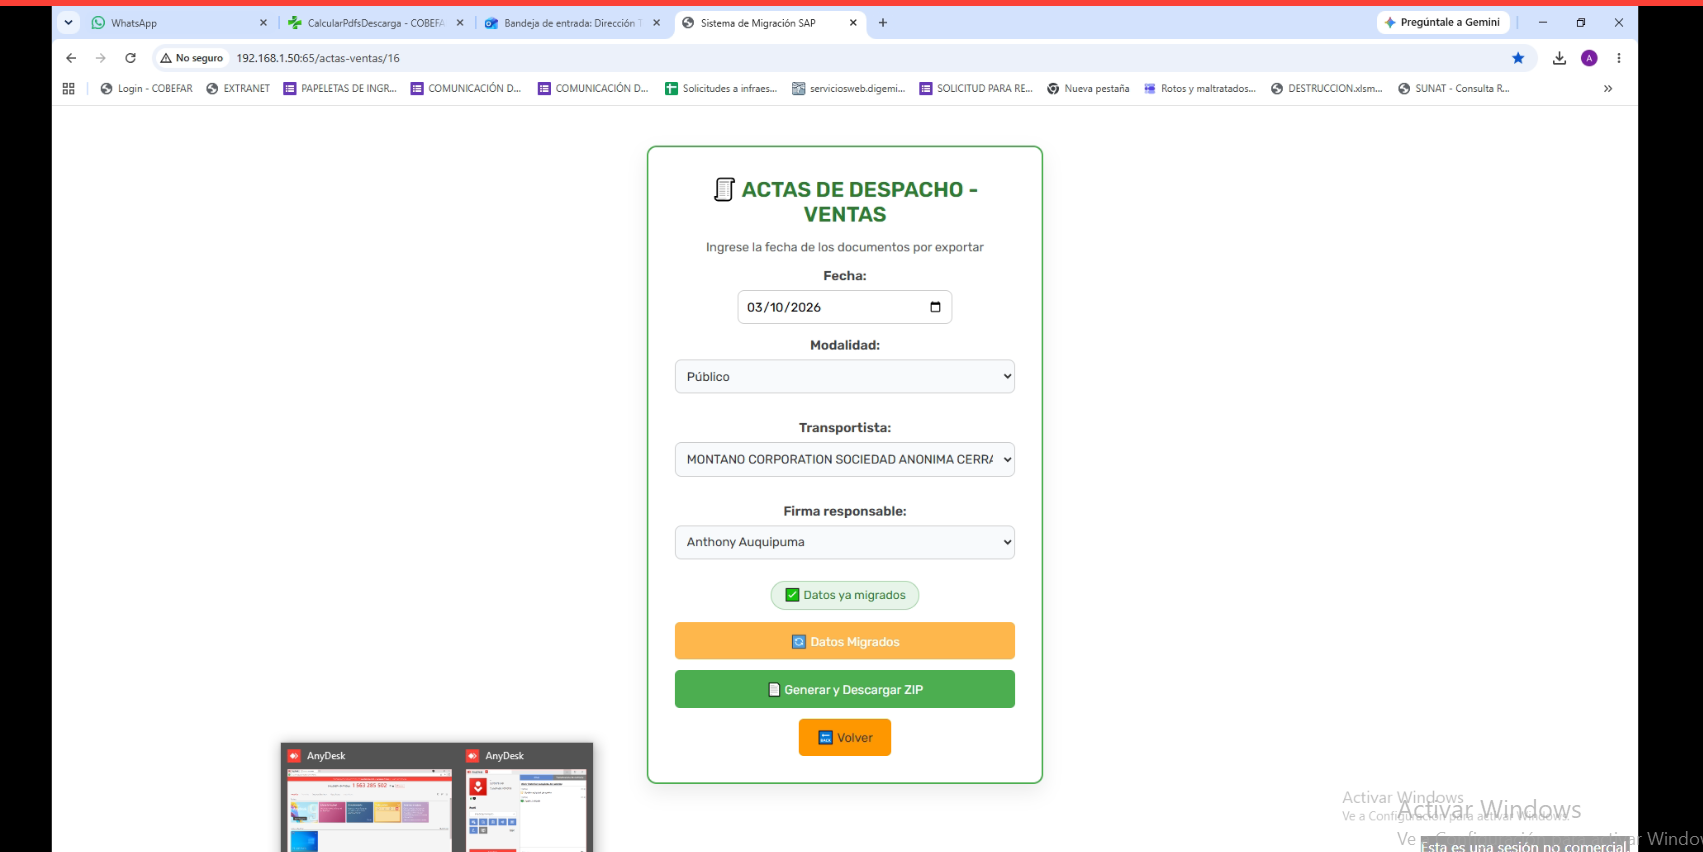 WhatsApp
CalcularPdfsDescarga - COBEFA
Bandeja de entrada: Dirección T
Sistema de Migración SAP
Pregúntale a Gemini
No seguro
192.168.1.50:65/actas-ventas/16
A
Login - COBEFAR
EXTRANET
PAPELETAS DE INGR...
COMUNICACIÓN D...
COMUNICACIÓN D...
Solicitudes a infraes...
serviciosweb.digemi...
SOLICITUD PARA RE...
Nueva pestaña
Rotos y maltratados...
DESTRUCCION.xlsm...
SUNAT - Consulta R...
ACTAS DE DESPACHO -
VENTAS
Ingrese la fecha de los documentos por exportar
Fecha:
03/10/2026
Modalidad:
Público
Transportista:
MONTANO CORPORATION SOCIEDAD ANONIMA CERRA
Firma responsable:
Anthony Auquipuma
Datos ya migrados
Datos Migrados
Generar y Descargar ZIP
Volver
AnyDesk
AnyDesk
Activar Windows
Ve a Configuración para activar Windows.
Activar Windows
Esta es una sesión no comercial.